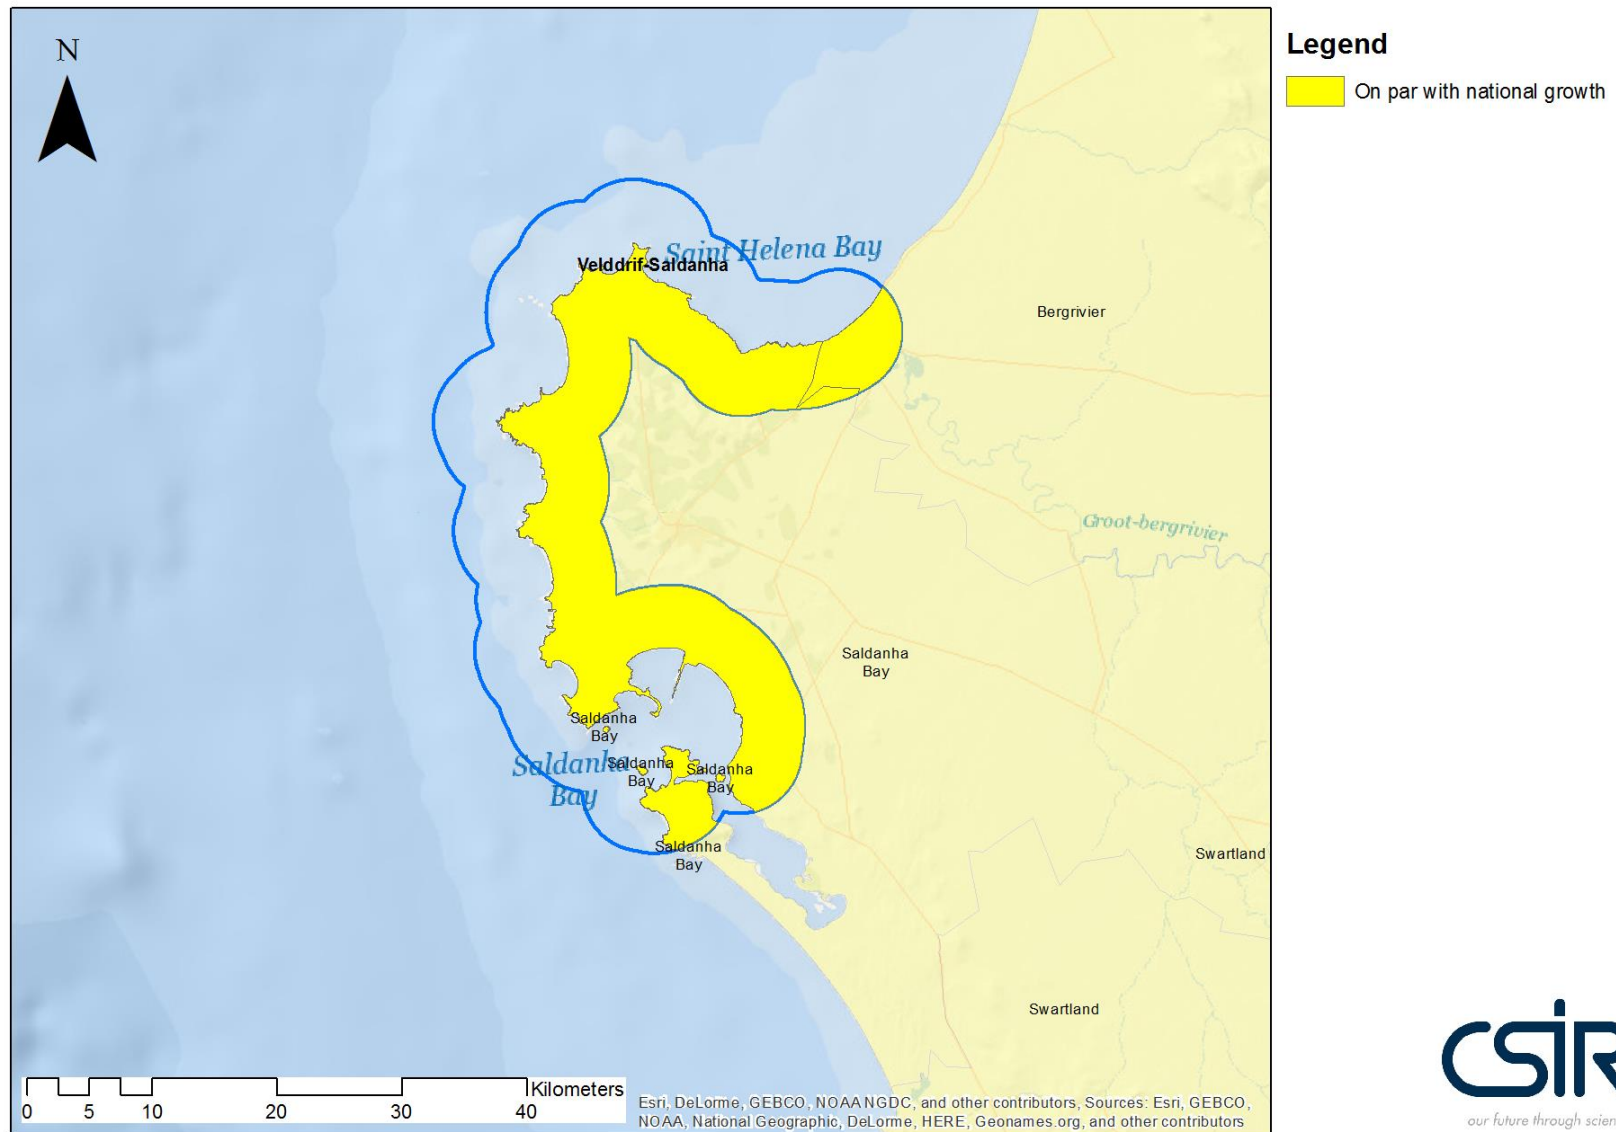 N
Legend
On par with national growth
Saint Helena Bay
Velddrif-Saldanha
Bergrivier
Groot-bergrivier
Saldanha
Bay
Saldanha
Bay
Saldanha
Bay
Saldanha
Bay
Saldanha
Bay
Saldanha
Bay
Swartland
Swartland
Kilometers
0 5 10 20 30 40
Esri, DeLorme, GEBCO, NOAA NGDC, and other contributors, Sources: Esri, GEBCO,
NOAA, National Geographic, DeLorme, HERE, Geonames.org, and other contributors
CSIR
our future through scien